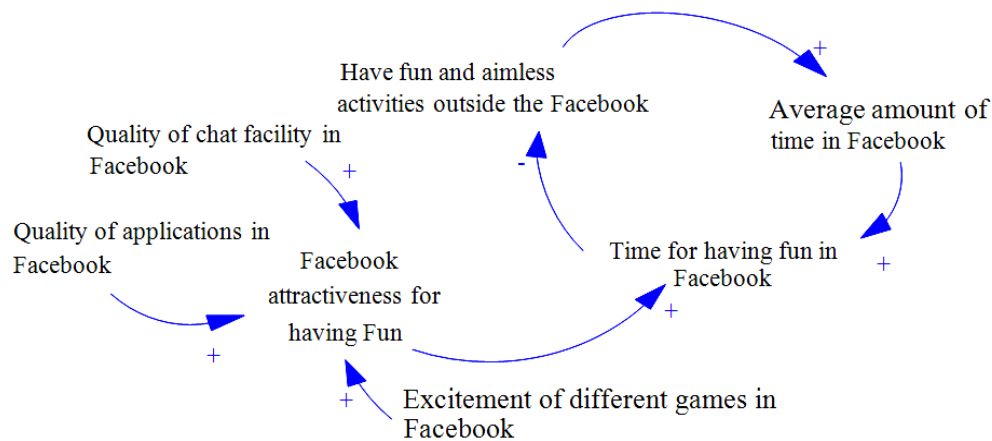 Have fun and aimless
activities outside the Facebook
+
Average amount of
time in Facebook
Quality of chat facility in
Facebook
+
-
Quality of applications in
Facebook
+
Facebook
attractiveness for
having Fun
Time for having fun in
Facebook
+
+
+
Excitement of different games in
Facebook